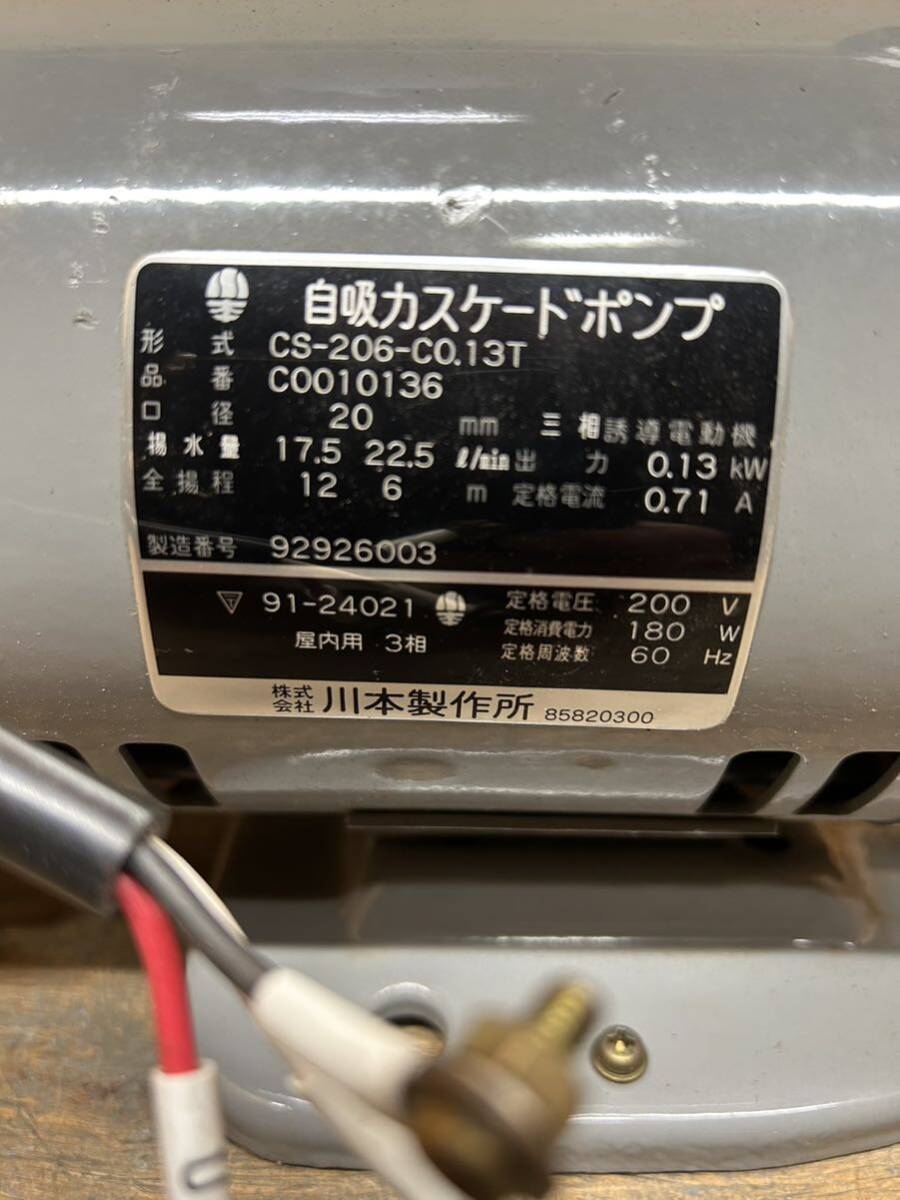 自吸力スケードポンプ
形式 CS-206-C0.13T
品番 C0010136
口径 20 mm 三相誘導電動機
揚水量 17.5 22.5 ℓ/min 出力 0.13 kW
全揚程 12 6 m 定格電流 0.71 A
製造番号 92926003
91-24021 定格電圧 200 V
屋内用 3相 定格消費電力 180 W
定格周波数 60 Hz
株式会社 川本製作所 85820300